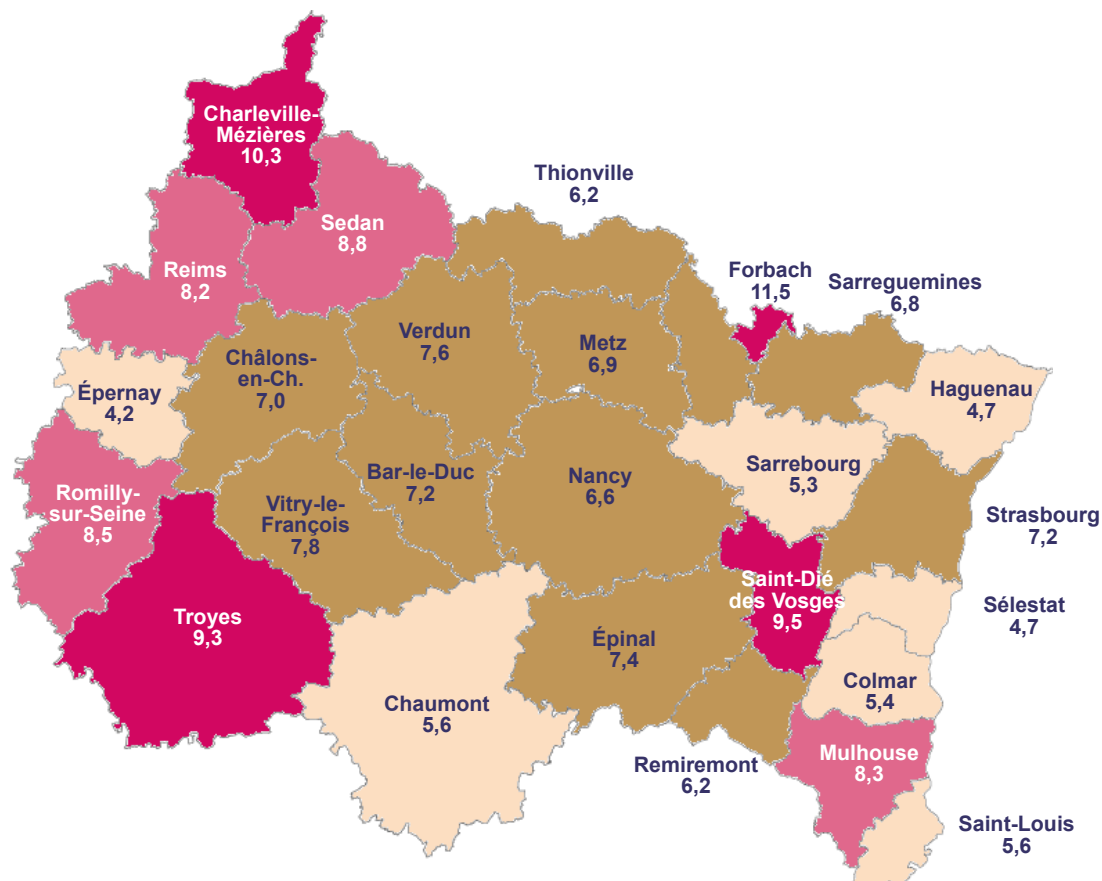 Charleville-
Mézières
10,3
Thionville
6,2
Sedan
8,8
Reims
8,2
Forbach
11,5
Sarreguemines
6,8
Verdun
7,6
Metz
6,9
Châlons-
en-Ch.
7,0
Épernay
4,2
Haguenau
4,7
Sarrebourg
5,3
Bar-le-Duc
7,2
Nancy
6,6
Romilly-
sur-Seine
8,5
Vitry-le-
François
7,8
Strasbourg
7,2
Saint-Dié
des Vosges
9,5
Sélestat
4,7
Troyes
9,3
Épinal
7,4
Colmar
5,4
Chaumont
5,6
Remiremont
6,2
Mulhouse
8,3
Saint-Louis
5,6